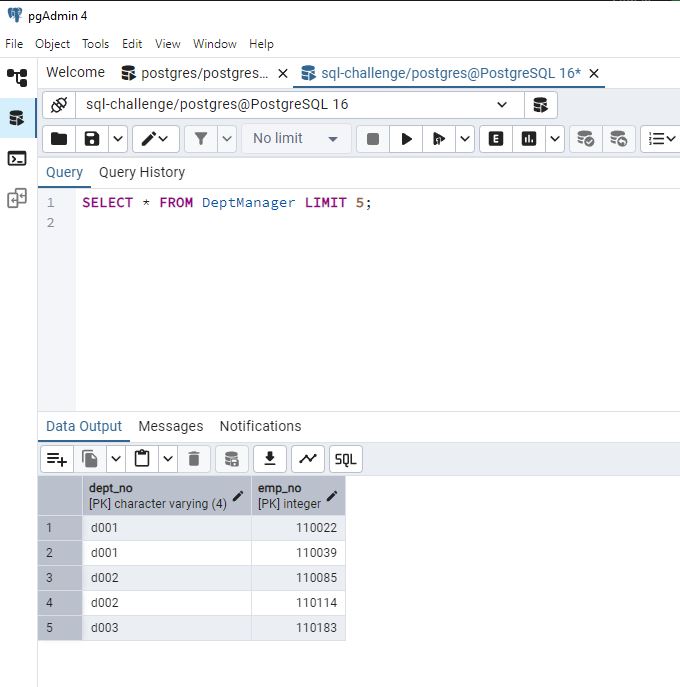 pgAdmin 4
File Object Tools Edit View Window Help
Welcome postgres/postgres... sql-challenge/postgres@PostgreSQL 16*
sql-challenge/postgres@PostgreSQL 16
No limit E
Query Query History
1 SELECT * FROM DeptManager LIMIT 5;
2
Data Output Messages Notifications
SQL
dept_no emp_no
[PK] character varying (4) [PK] integer
1 d001 110022
2 d001 110039
3 d002 110085
4 d002 110114
5 d003 110183